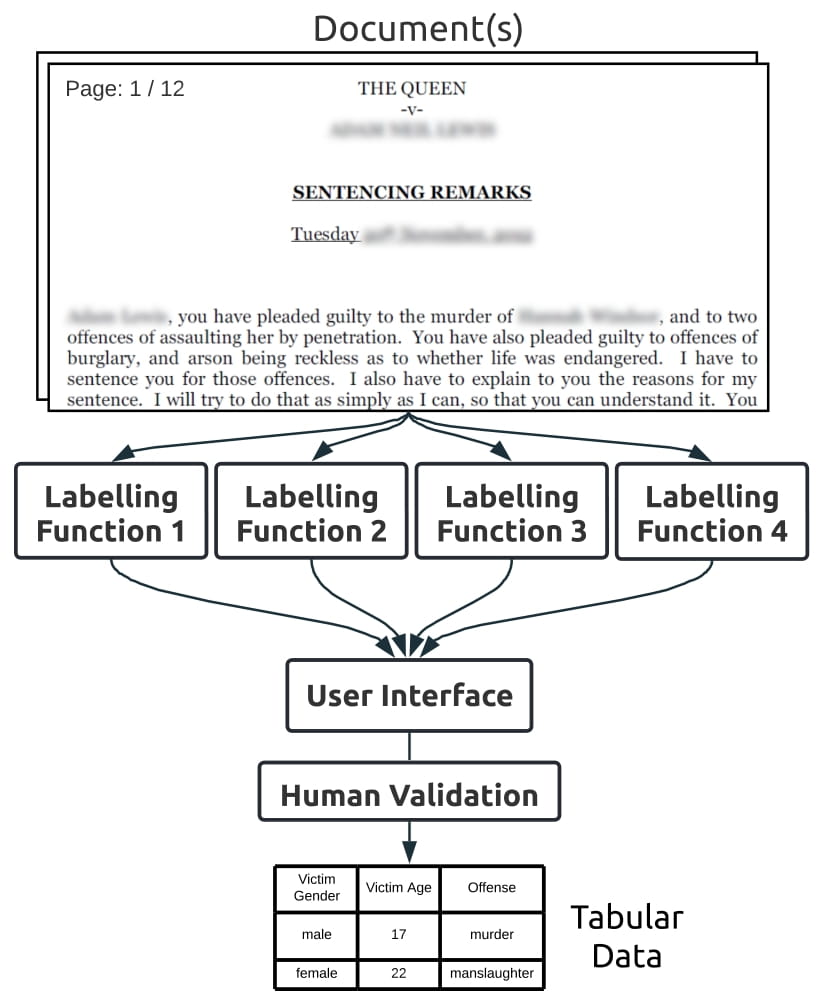 Document(s)
Page: 1 / 12
THE QUEEN
-v-
SENTENCING REMARKS
Tuesday
, you have pleaded guilty to the murder of , and to two
offences of assaulting her by penetration. You have also pleaded guilty to offences of
burglary, and arson being reckless as to whether life was endangered. I have to
sentence you for those offences. I also have to explain to you the reasons for my
sentence. I will try to do that as simply as I can, so that you can understand it. You
Labelling
Function 1
Labelling
Function 2
Labelling
Function 3
Labelling
Function 4
User Interface
Human Validation
Victim
Gender
Victim Age
Offense
male
17
murder
female
22
manslaughter
Tabular
Data